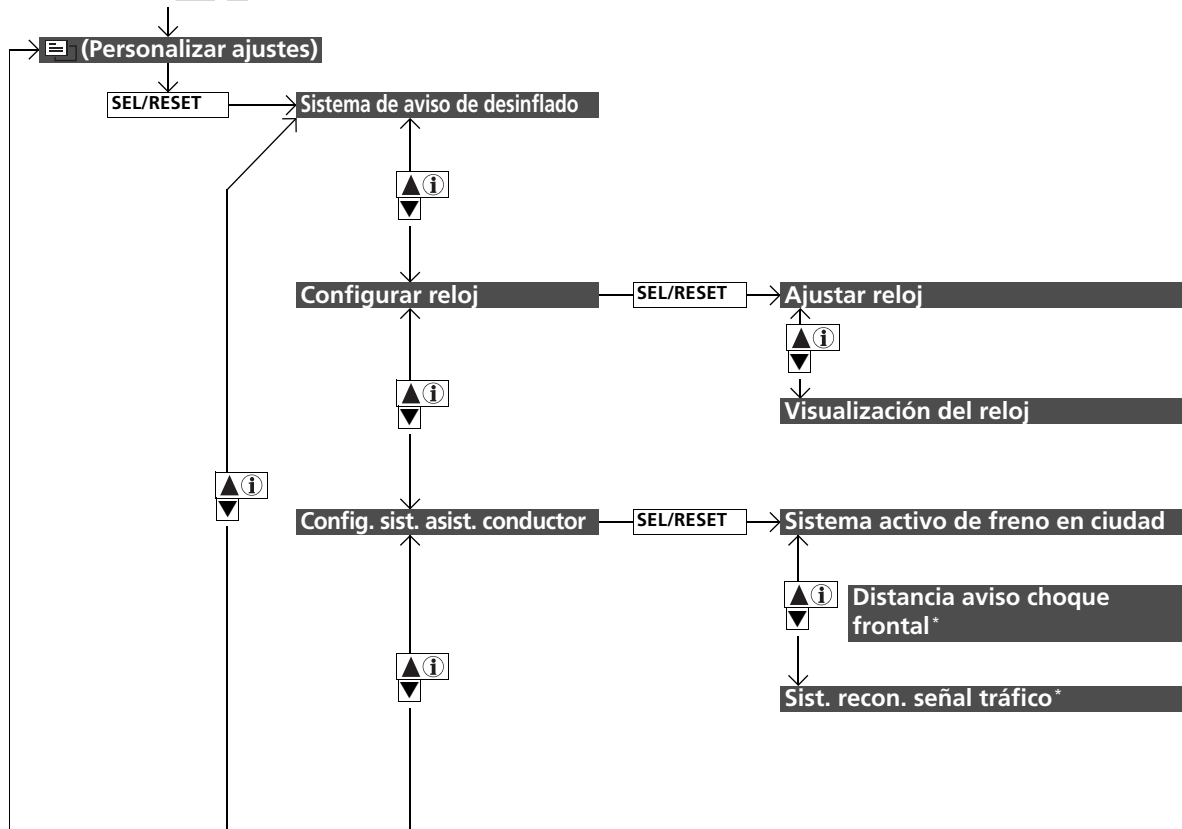 (Personalizar ajustes)
SEL/RESET
Sistema de aviso de desinflado
i
Configurar reloj
SEL/RESET
Ajustar reloj
i
i
Visualización del reloj
i
Config. sist. asist. conductor
SEL/RESET
Sistema activo de freno en ciudad
i
Distancia aviso choque
frontal*
i
Sist. recon. señal tráfico*